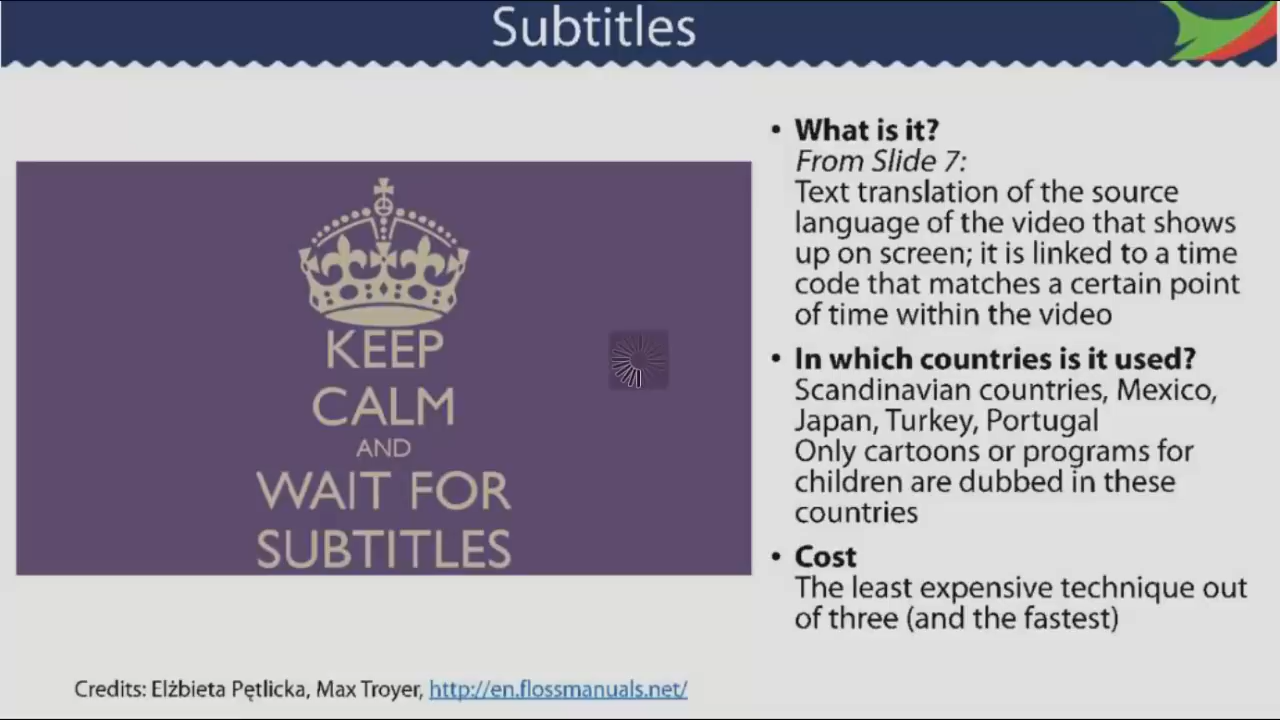 Subtitles
KEEP
CALM
AND
WAIT FOR
SUBTITLES
• What is it?
From Slide 7:
Text translation of the source
language of the video that shows
up on screen; it is linked to a time
code that matches a certain point
of time within the video
• In which countries is it used?
Scandinavian countries, Mexico,
Japan, Turkey, Portugal
Only cartoons or programs for
children are dubbed in these
countries
• Cost
The least expensive technique out
of three (and the fastest)
Credits: Elżbieta Pętlicka, Max Troyer, http://en.flossmanuals.net/